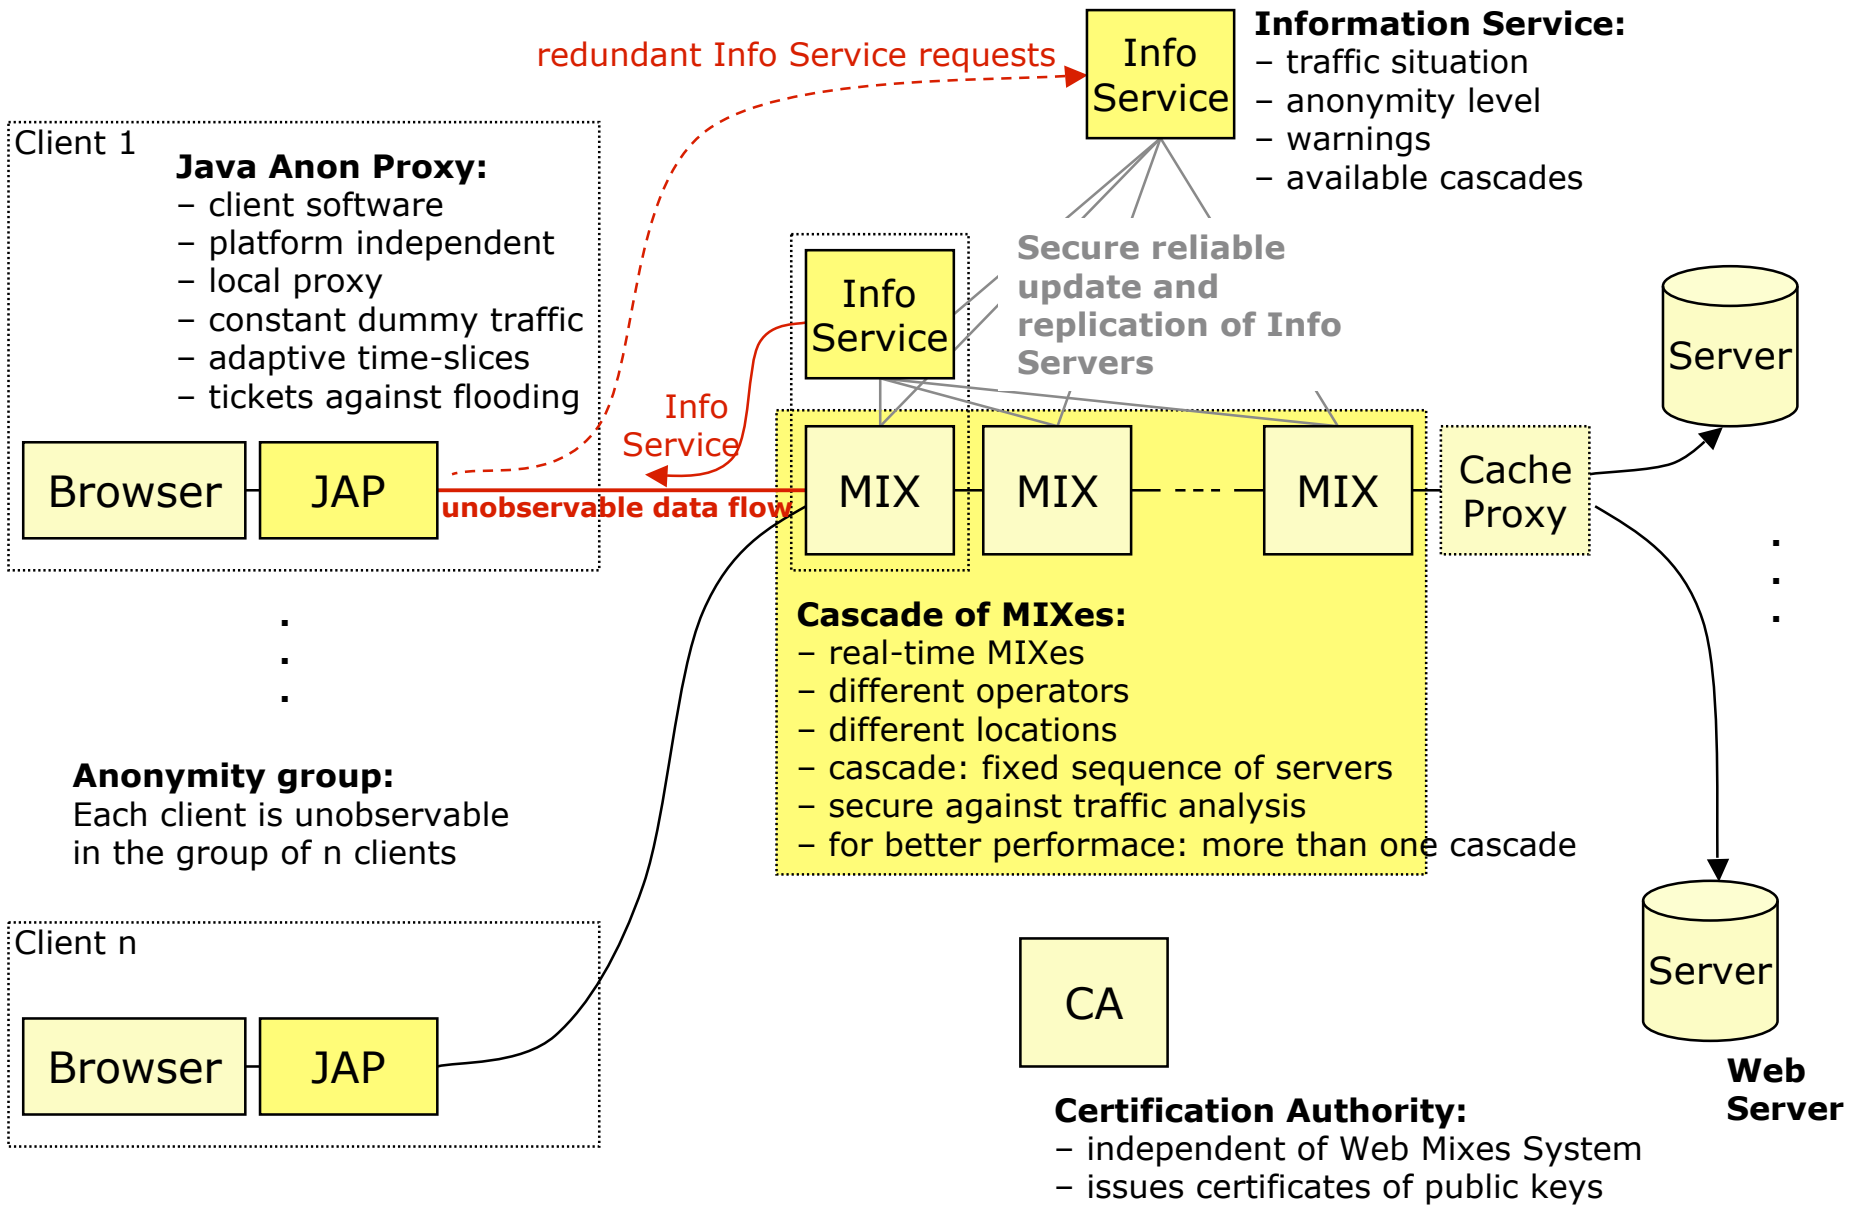 redundant Info Service requests
Info
Service
Information Service:
– traffic situation
– anonymity level
– warnings
– available cascades
Client 1
Java Anon Proxy:
– client software
– platform independent
– local proxy
– constant dummy traffic
– adaptive time-slices
– tickets against flooding
Info
Service
Secure reliable
update and
replication of Info
Servers
Server
Info
Service
Browser
JAP
unobservable data flow
MIX
MIX
MIX
Cache
Proxy
.
.
.
.
.
.
Cascade of MIXes:
– real-time MIXes
– different operators
– different locations
– cascade: fixed sequence of servers
– secure against traffic analysis
– for better performace: more than one cascade
Anonymity group:
Each client is unobservable
in the group of n clients
Client n
Browser
JAP
CA
Server
Web
Server
Certification Authority:
– independent of Web Mixes System
– issues certificates of public keys